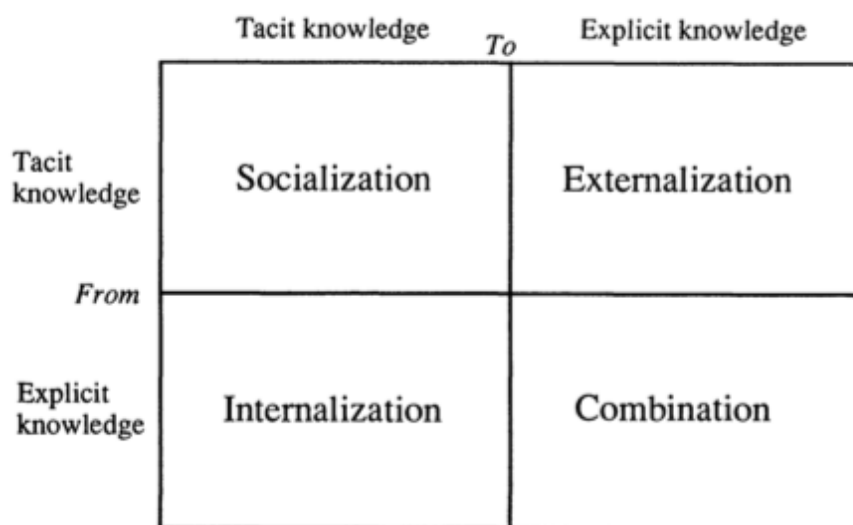 Tacit knowledge
To
Explicit knowledge
Tacit
knowledge
Socialization
Externalization
From
Explicit
knowledge
Internalization
Combination